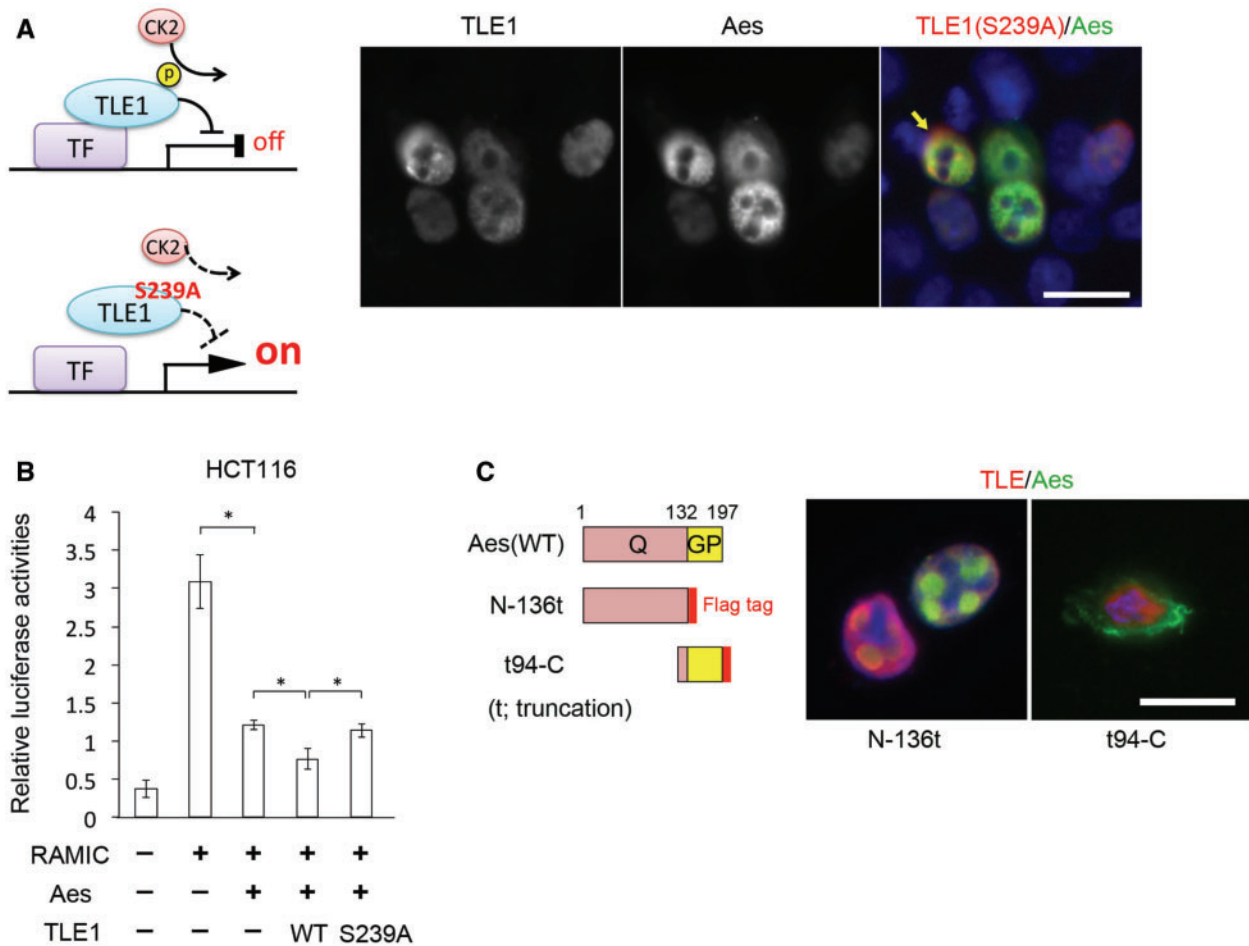 A
CK2
P
TLE1
TF
off
CK2
S239A
TLE1
TF
on
TLE1
Aes
TLE1(S239A)/Aes
B
HCT116
Relative luciferase activities
4
3.5
3
2.5
2
1.5
1
0.5
0
*
*
*
RAMIC − + + + +
Aes − − + + +
TLE1 − − − WT S239A
C
1 132 197
Aes(WT) Q GP
N-136t Flag tag
t94-C
(t; truncation)
TLE/Aes
N-136t t94-C